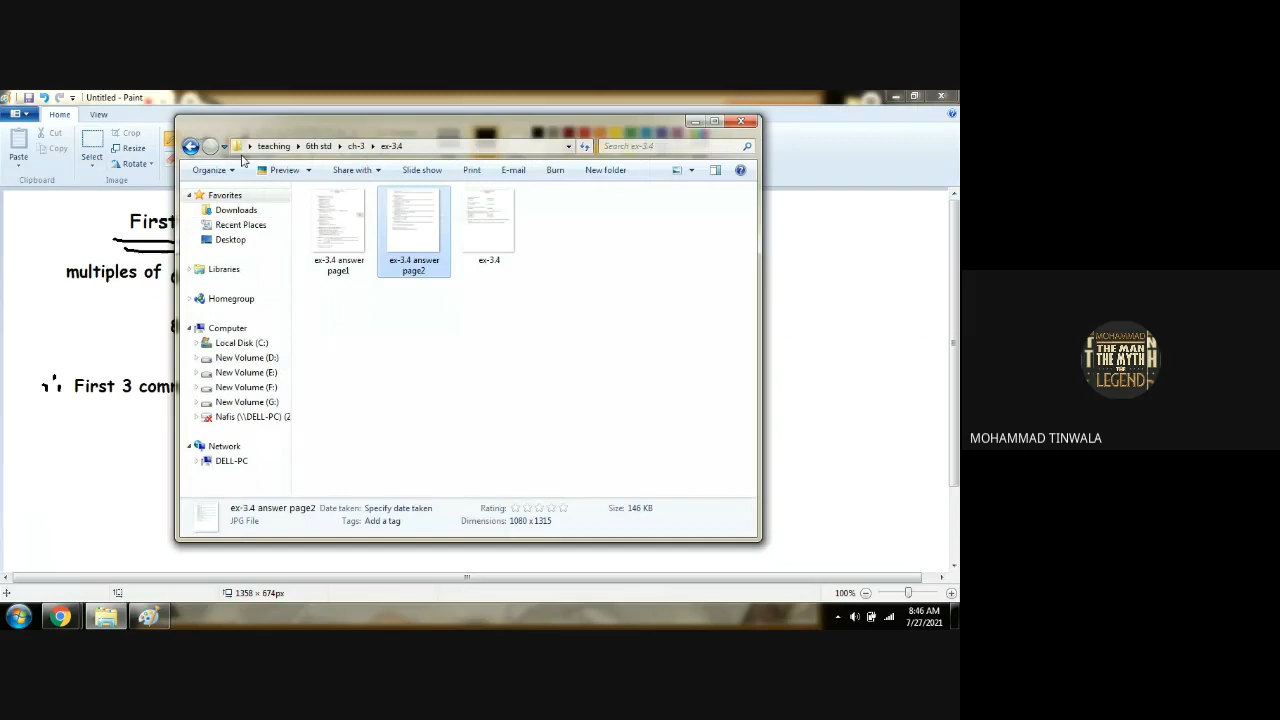 Untitled - Paint
Home
View
Paste
Cut
Copy
Clipboard
Select
Crop
Resize
Rotate
Image
First
multiples of
8
First 3 comm
teaching
6th std
ch-3
ex-3.4
Search ex-3.4
Organize
Preview
Share with
Slide show
Print
E-mail
Burn
New folder
Favorites
Downloads
Recent Places
Desktop
Libraries
Homegroup
Computer
Local Disk (C:)
New Volume (D:)
New Volume (E:)
New Volume (F:)
New Volume (G:)
Nafis (\\DELL-PC) (Z
Network
DELL-PC
ex-3.4 answer
page1
ex-3.4 answer
page2
ex-3.4
ex-3.4 answer page2 Date taken: Specify date taken Rating: Size: 146 KB
JPG File Tags: Add a tag Dimensions: 1080 x 1315
1358 × 674px
100%
8:46 AM
7/27/2021
MOHAMMAD
THE MAN
THE MYTH
THE
LEGEND
MOHAMMAD TINWALA